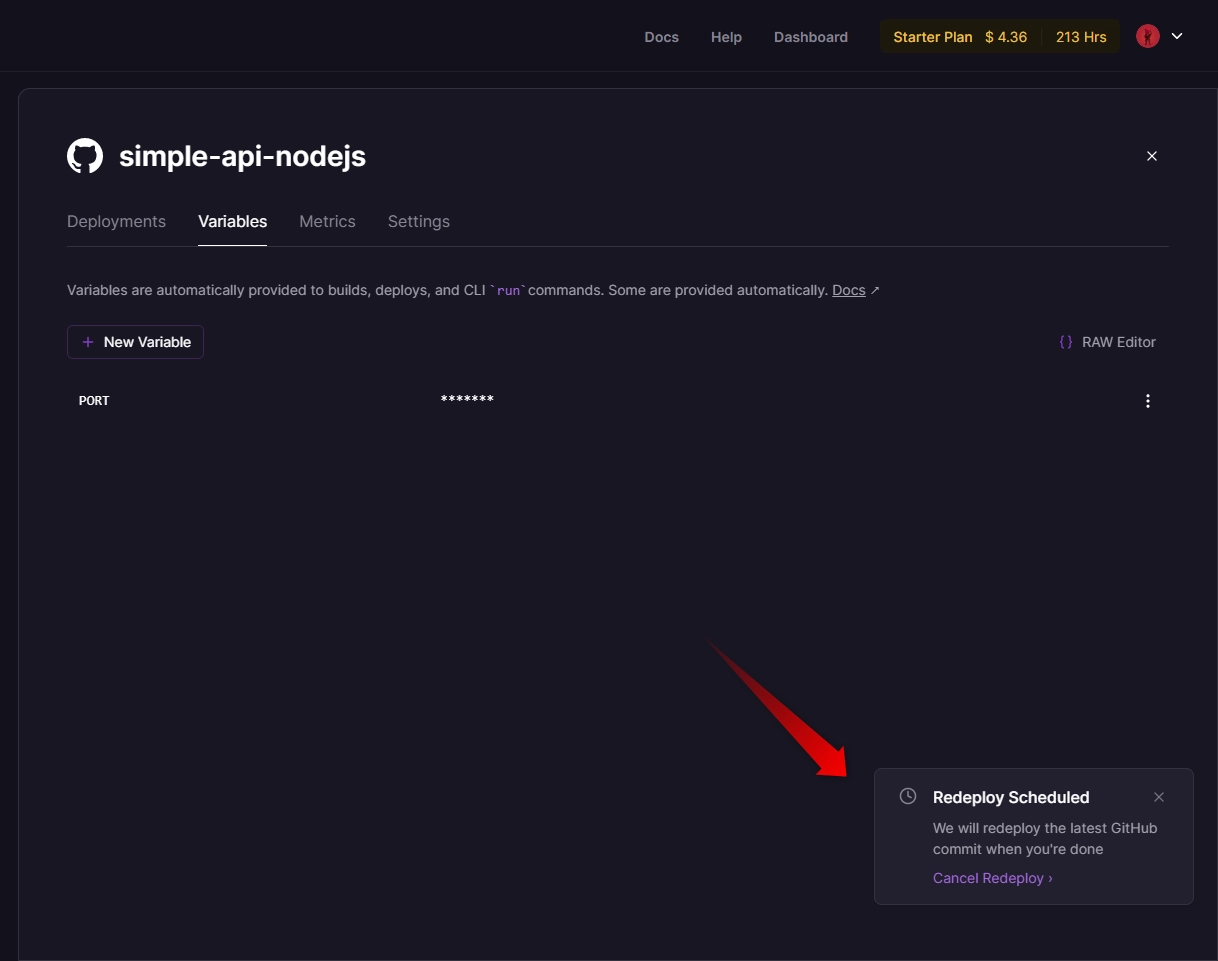 Docs Help Dashboard Starter Plan $ 4.36 213 Hrs
simple-api-nodejs
Deployments Variables Metrics Settings
Variables are automatically provided to builds, deploys, and CLI `run` commands. Some are provided automatically. Docs ↗
+ New Variable {} RAW Editor
PORT *******
Redeploy Scheduled
We will redeploy the latest GitHub
commit when you're done
Cancel Redeploy ›